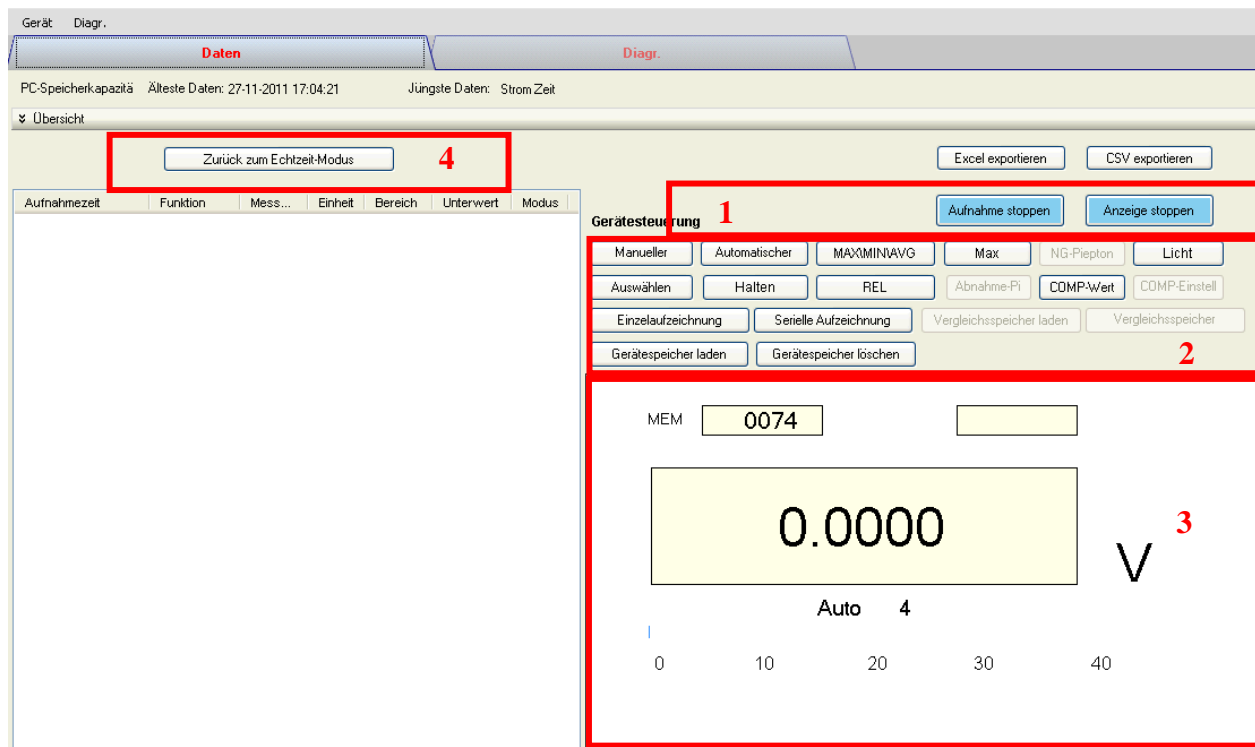 Gerät Diagr.
Daten Diagr.
PC-Speicherkapazitä Älteste Daten: 27-11-2011 17:04:21 Jüngste Daten: Strom Zeit
Übersicht
Zurück zum Echtzeit-Modus 4 Excel exportieren CSV exportieren
Aufnahmezeit Funktion Mess... Einheit Bereich Unterwert Modus
Gerätesteuerung 1 Aufnahme stoppen Anzeige stoppen
Manueller Automatischer MAX\MIN\AVG Max NG-Piepton Licht
Auswählen Halten REL Abnahme-Pi COMP-Wert COMP-Einstell
Einzelaufzeichnung Serielle Aufzeichnung Vergleichsspeicher laden Vergleichsspeicher
Gerätespeicher laden Gerätespeicher löschen 2
MEM 0074
0.0000 V 3
Auto 4
0 10 20 30 40